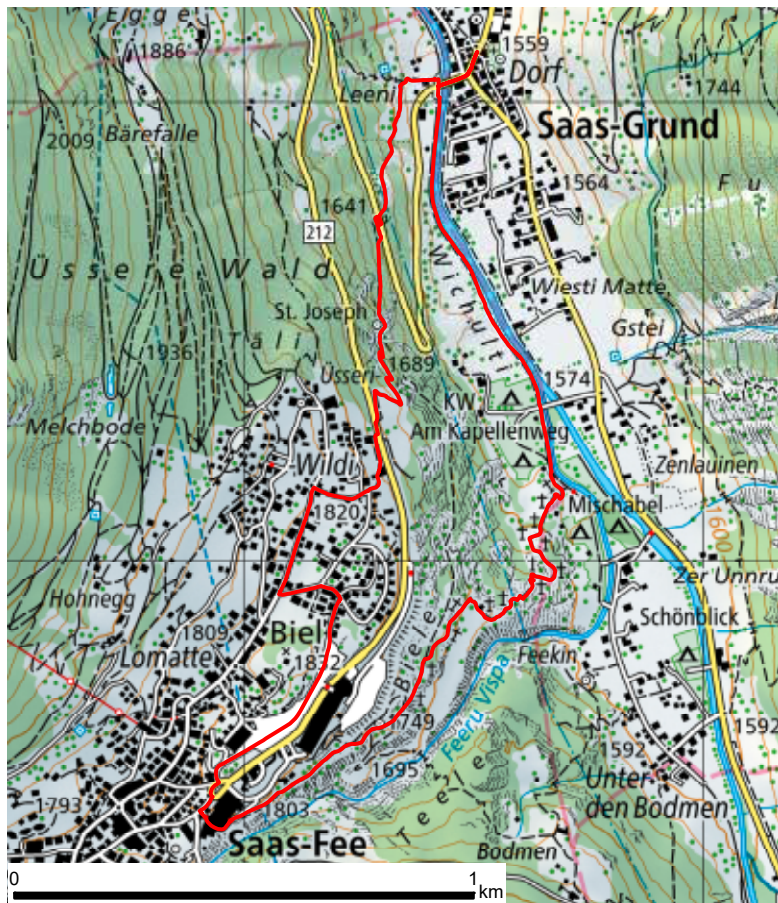 Egge
1886
1559
Dorf
Leeni
1744
Bärefalle
2009
Saas-Grund
1641
1564
Fu
212
Üssere Wald
Wichulti
Wiesti Matte
St. Joseph
Gstei
Täli
1936
1689
Üsseri
1574
KW
Melchbode
Am Kapellenweg
Wildi
Zenlauinen
1820
Mischabel
1600
Hohnegg
Zer Unnru
1809
Biel
Schönblick
Lomatte
1832
Bieje
Feekin
Feeru Vispa
1749
1592
1695
1592
1793
1803
Teele
Unter
den Bodmen
Saas-Fee
Bodmen
0 1
km